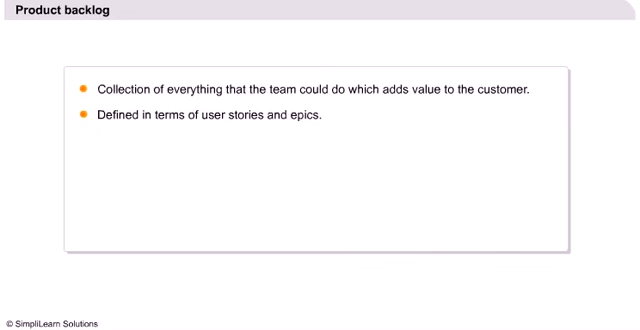 Product backlog
Collection of everything that the team could do which adds value to the customer.
Defined in terms of user stories and epics.
© SimpliLearn Solutions